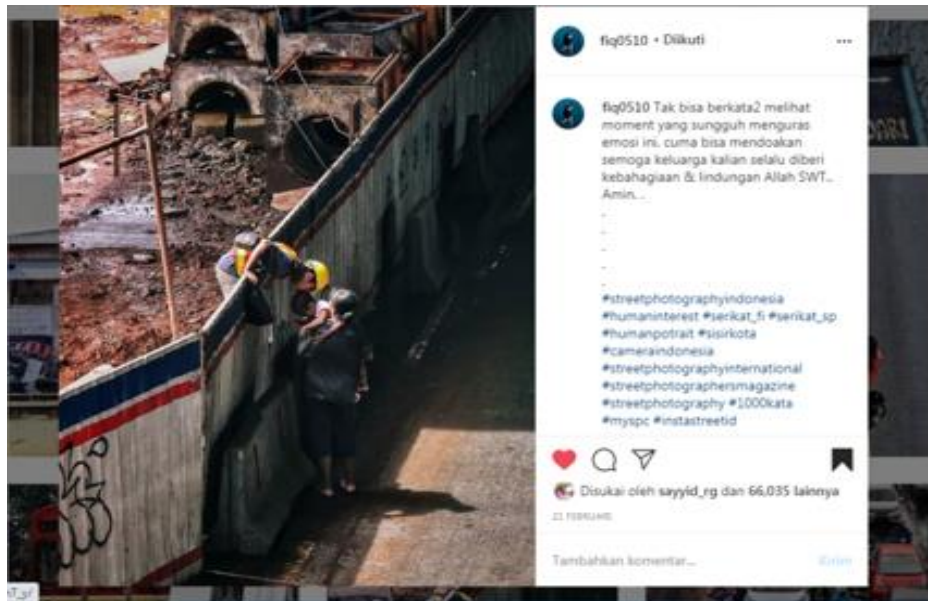 fiq0510 • Diikuti
fiq0510 Tak bisa berkata2 melihat
moment yang sungguh menguras
emosi ini. cuma bisa mendoakan
semoga keluarga kalian selalu diberi
kebahagiaan & lindungan Allah SWT..
Amin...
.
.
.
.
.
#streetphotographyindonesia
#humaninterest #serikat_fi #serikat_sp
#humanpotrait #sisirkota
#cameraindonesia
#streetphotographyinternational
#streetphotographersmagazine
#streetphotography #1000kata
#myspc #instastreetid
Disukai oleh sayyid_rg dan 66,035 lainnya
21 FEBRUARI
Tambahkan komentar...
Kirim